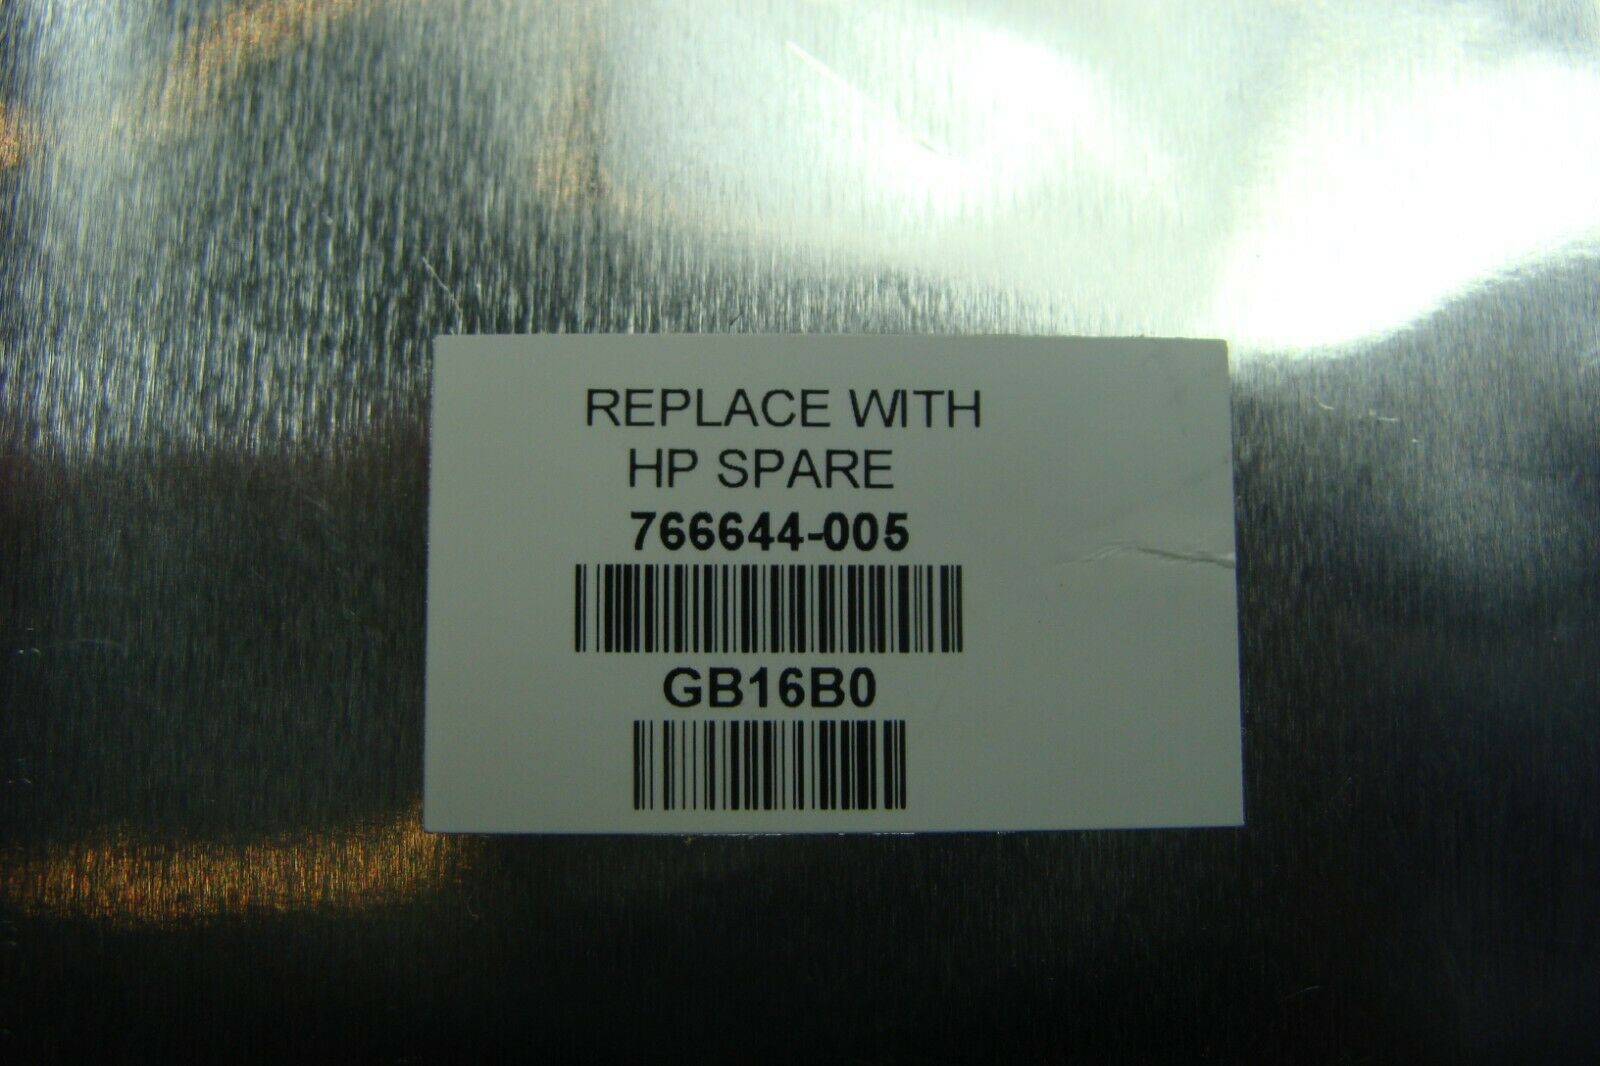 REPLACE WITH
HP SPARE
766644-005
GB16B0